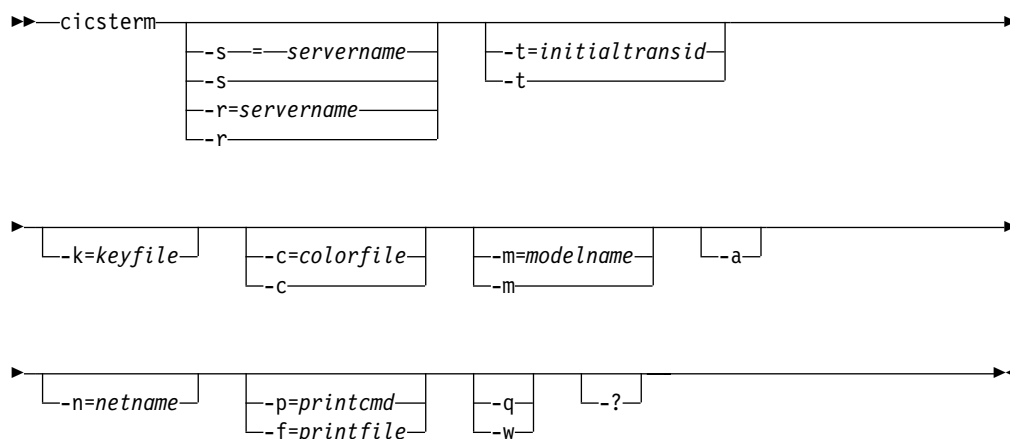 cicsterm
-s = servername -t=initialtransid
-s -t
-r=servername
-r
-k=keyfile -c=colorfile -m=modelname -a
-c -m
-n=netname -p=printcmd -q -?
-f=printfile -w